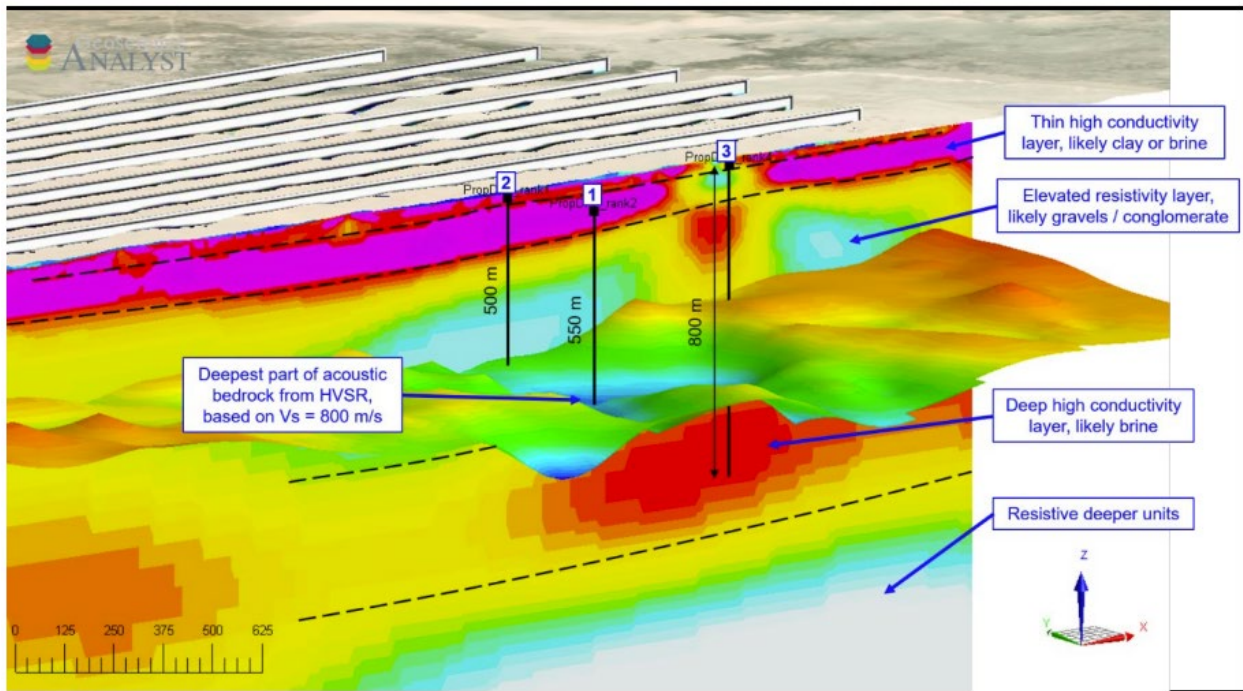 ANALYST
Thin high conductivity
layer, likely clay or brine
Elevated resistivity layer,
likely gravels / conglomerate
3
2
1
rank2
500 m
550 m
800 m
Deepest part of acoustic
bedrock from HVSR,
based on Vs = 800 m/s
Deep high conductivity
layer, likely brine
Resistive deeper units
0 125 250 375 500 625
Z
Y
X